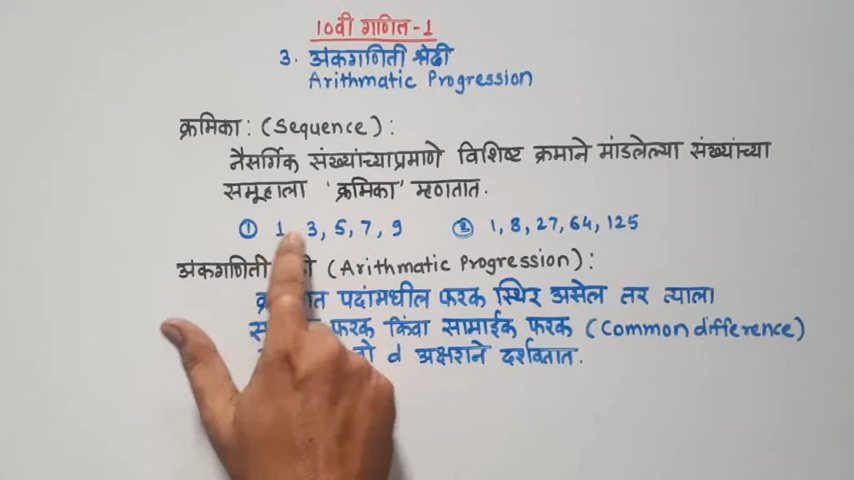 10वी गणित-1
3. अंकगणिती श्रेढी
Arithmatic Progression
क्रमिका: (Sequence):
नैसर्गिक संख्यांच्याप्रमाणे विशिष्ट क्रमाने मांडलेल्या संख्यांच्या
समूहाला 'क्रमिका' म्हणतात.
① 1, 3, 5, 7, 9 ② 1, 8, 27, 64, 125
अंकगणिती (Arithmatic Progression):
पदांमधील फरक स्थिर असेल तर त्याला
फरक किंवा सामाईक फरक (Common difference)
d अक्षराने दर्शवतात.